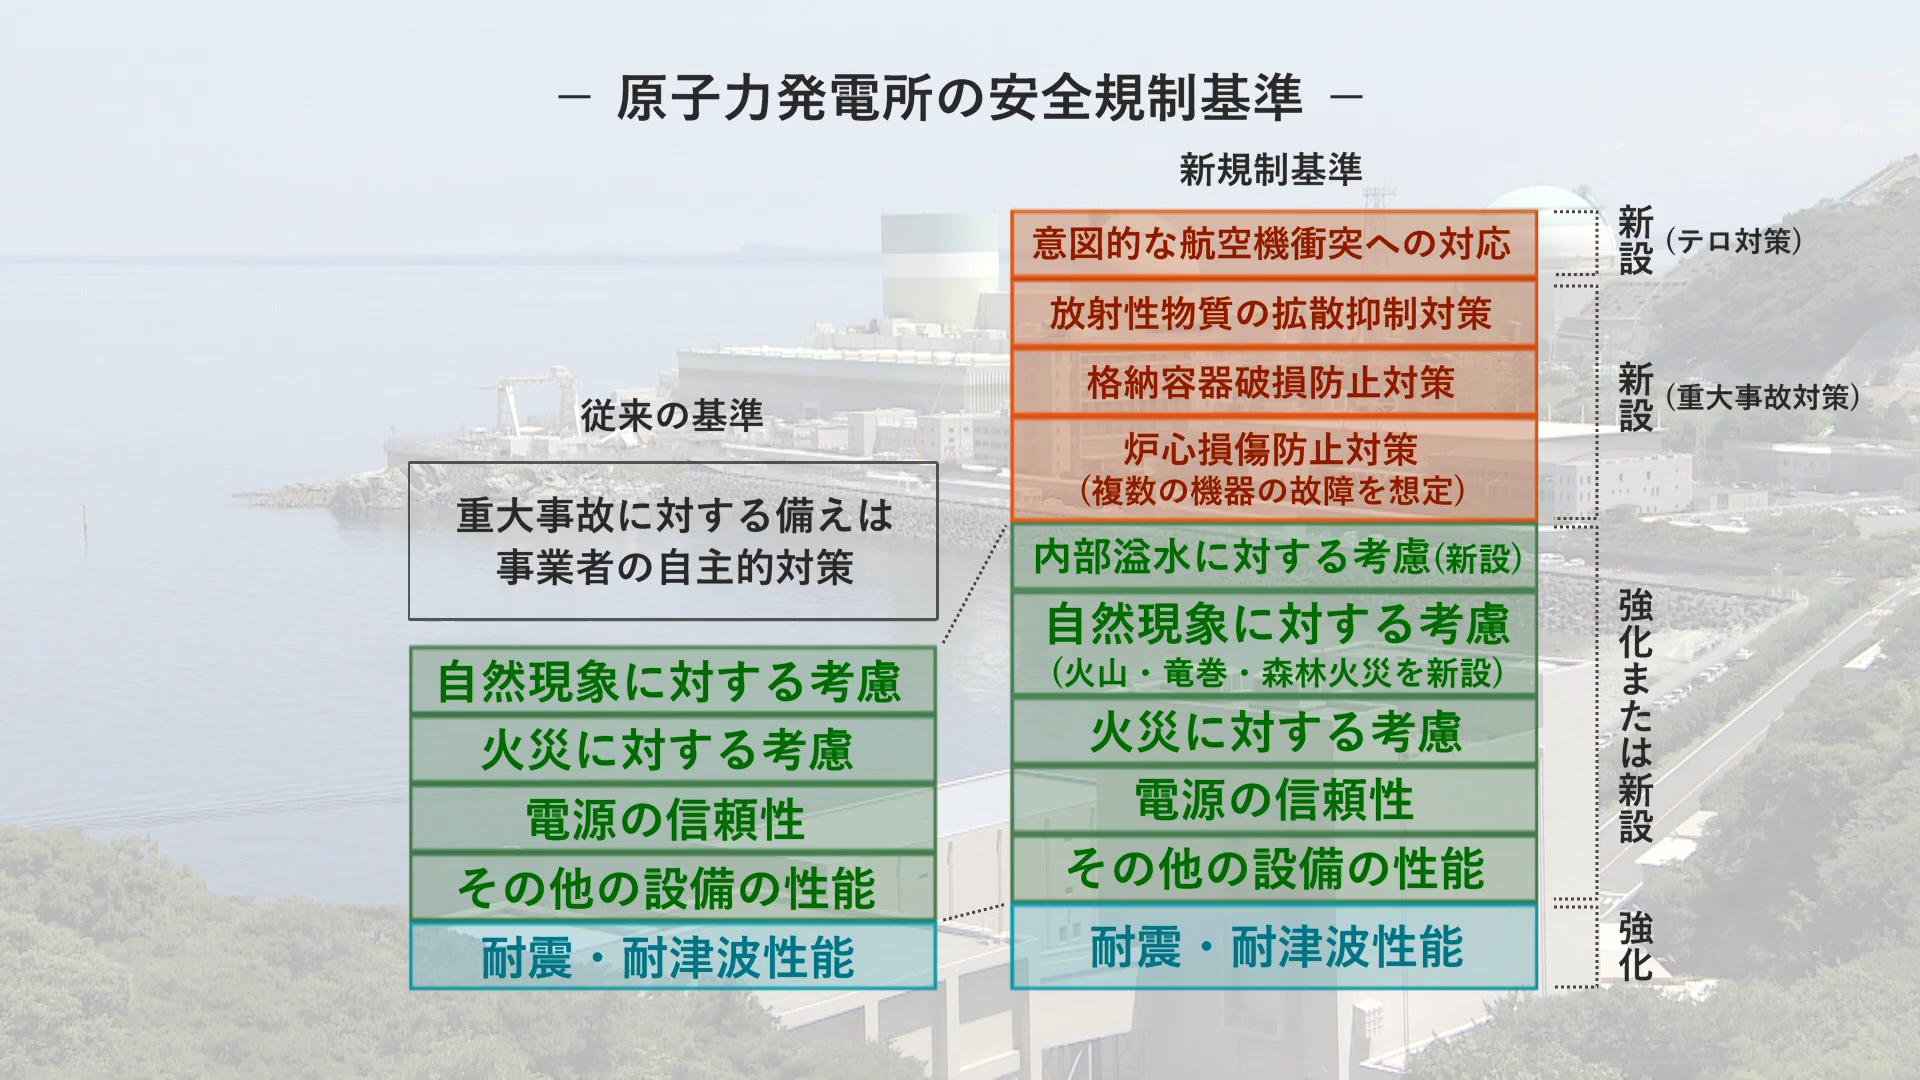 ― 原子力発電所の安全規制基準 ―
従来の基準
重大事故に対する備えは
事業者の自主的対策
自然現象に対する考慮
火災に対する考慮
電源の信頼性
その他の設備の性能
耐震・耐津波性能
新規制基準
意図的な航空機衝突への対応
放射性物質の拡散抑制対策
格納容器破損防止対策
炉心損傷防止対策
(複数の機器の故障を想定)
内部溢水に対する考慮(新設)
自然現象に対する考慮
(火山・竜巻・森林火災を新設)
火災に対する考慮
電源の信頼性
その他の設備の性能
耐震・耐津波性能
新設 (テロ対策)
新設 (重大事故対策)
強化または新設
強化